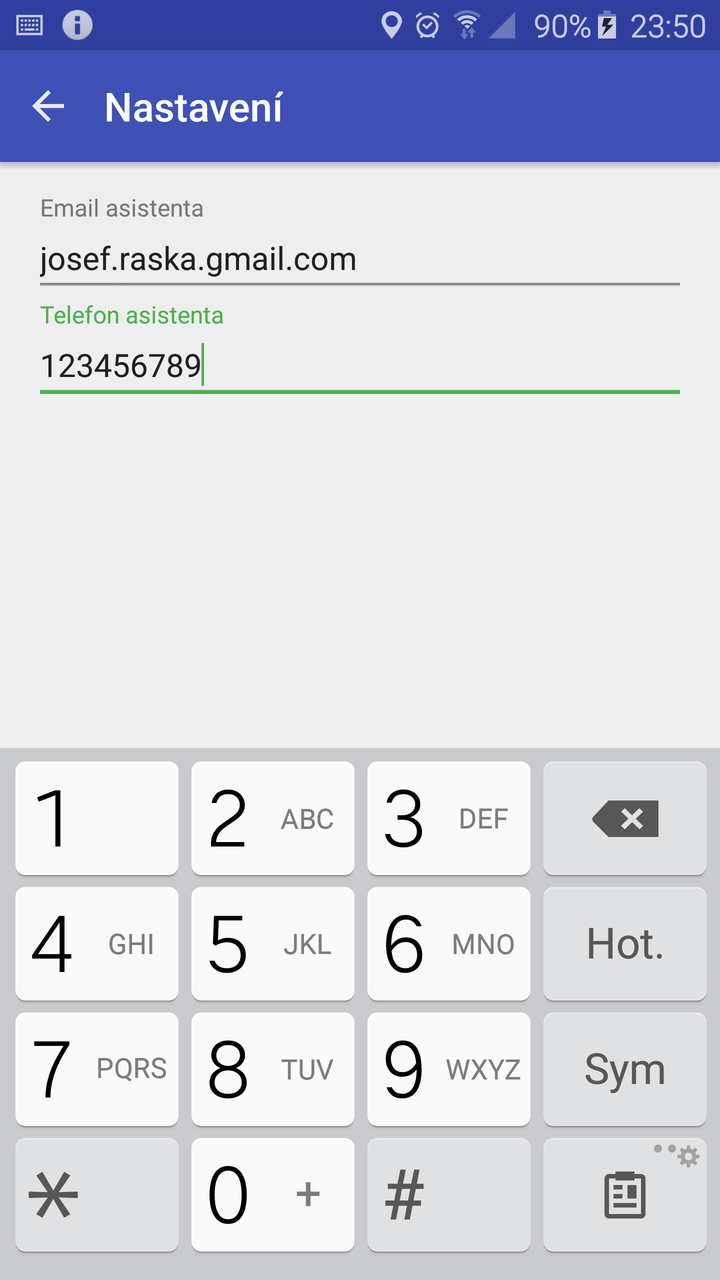 90% 23:50
Nastavení
Email asistenta
josef.raska.gmail.com
Telefon asistenta
123456789
1 2 ABC 3 DEF
4 GHI 5 JKL 6 MNO Hot.
7 PQRS 8 TUV 9 WXYZ Sym
* 0 + #